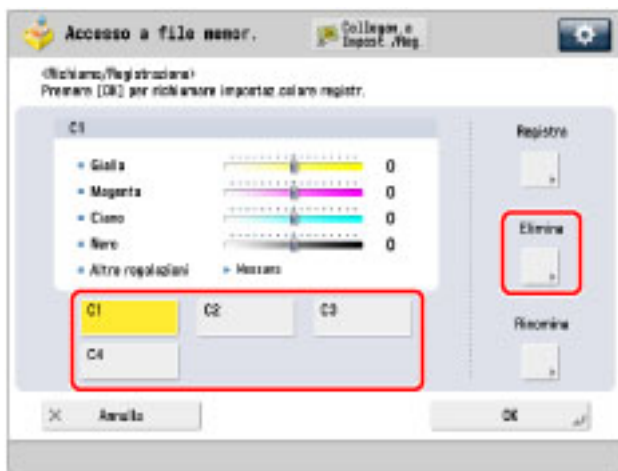 Accesso a file memor.
Collegam. a
Impost./Reg.
<Richiamo/Registrazione>
Premere [OK] per richiamare impostaz.colore registr.
C1
Giallo 0
Magenta 0
Ciano 0
Nero 0
Altre regolazioni Nessuno
C1 C2 C3
C4
Registra
Elimina
Rinomina
Annulla
OK